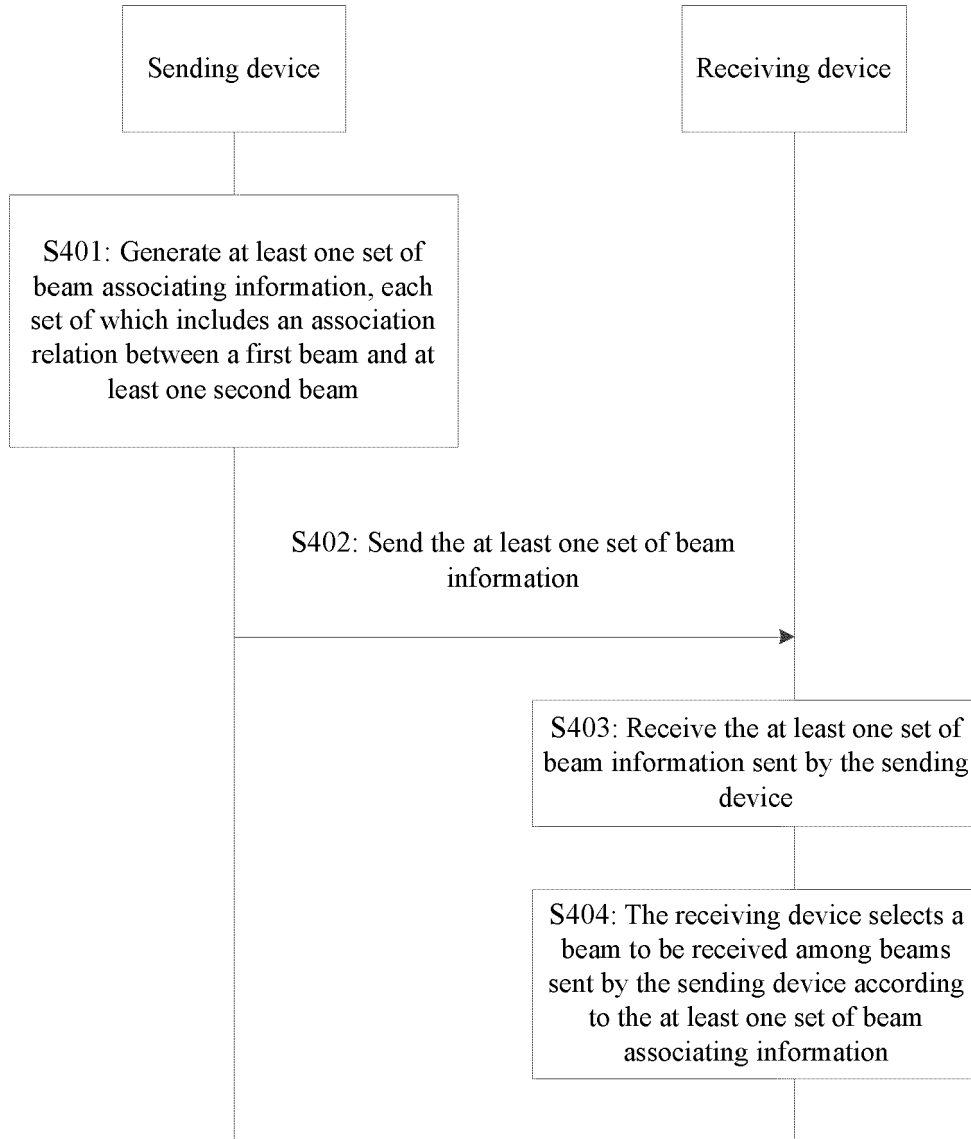 Sending device
Receiving device
S401: Generate at least one set of
beam associating information, each
set of which includes an association
relation between a first beam and at
least one second beam
S402: Send the at least one set of beam
information
S403: Receive the at least one set of
beam information sent by the sending
device
S404: The receiving device selects a
beam to be received among beams
sent by the sending device according
to the at least one set of beam
associating information